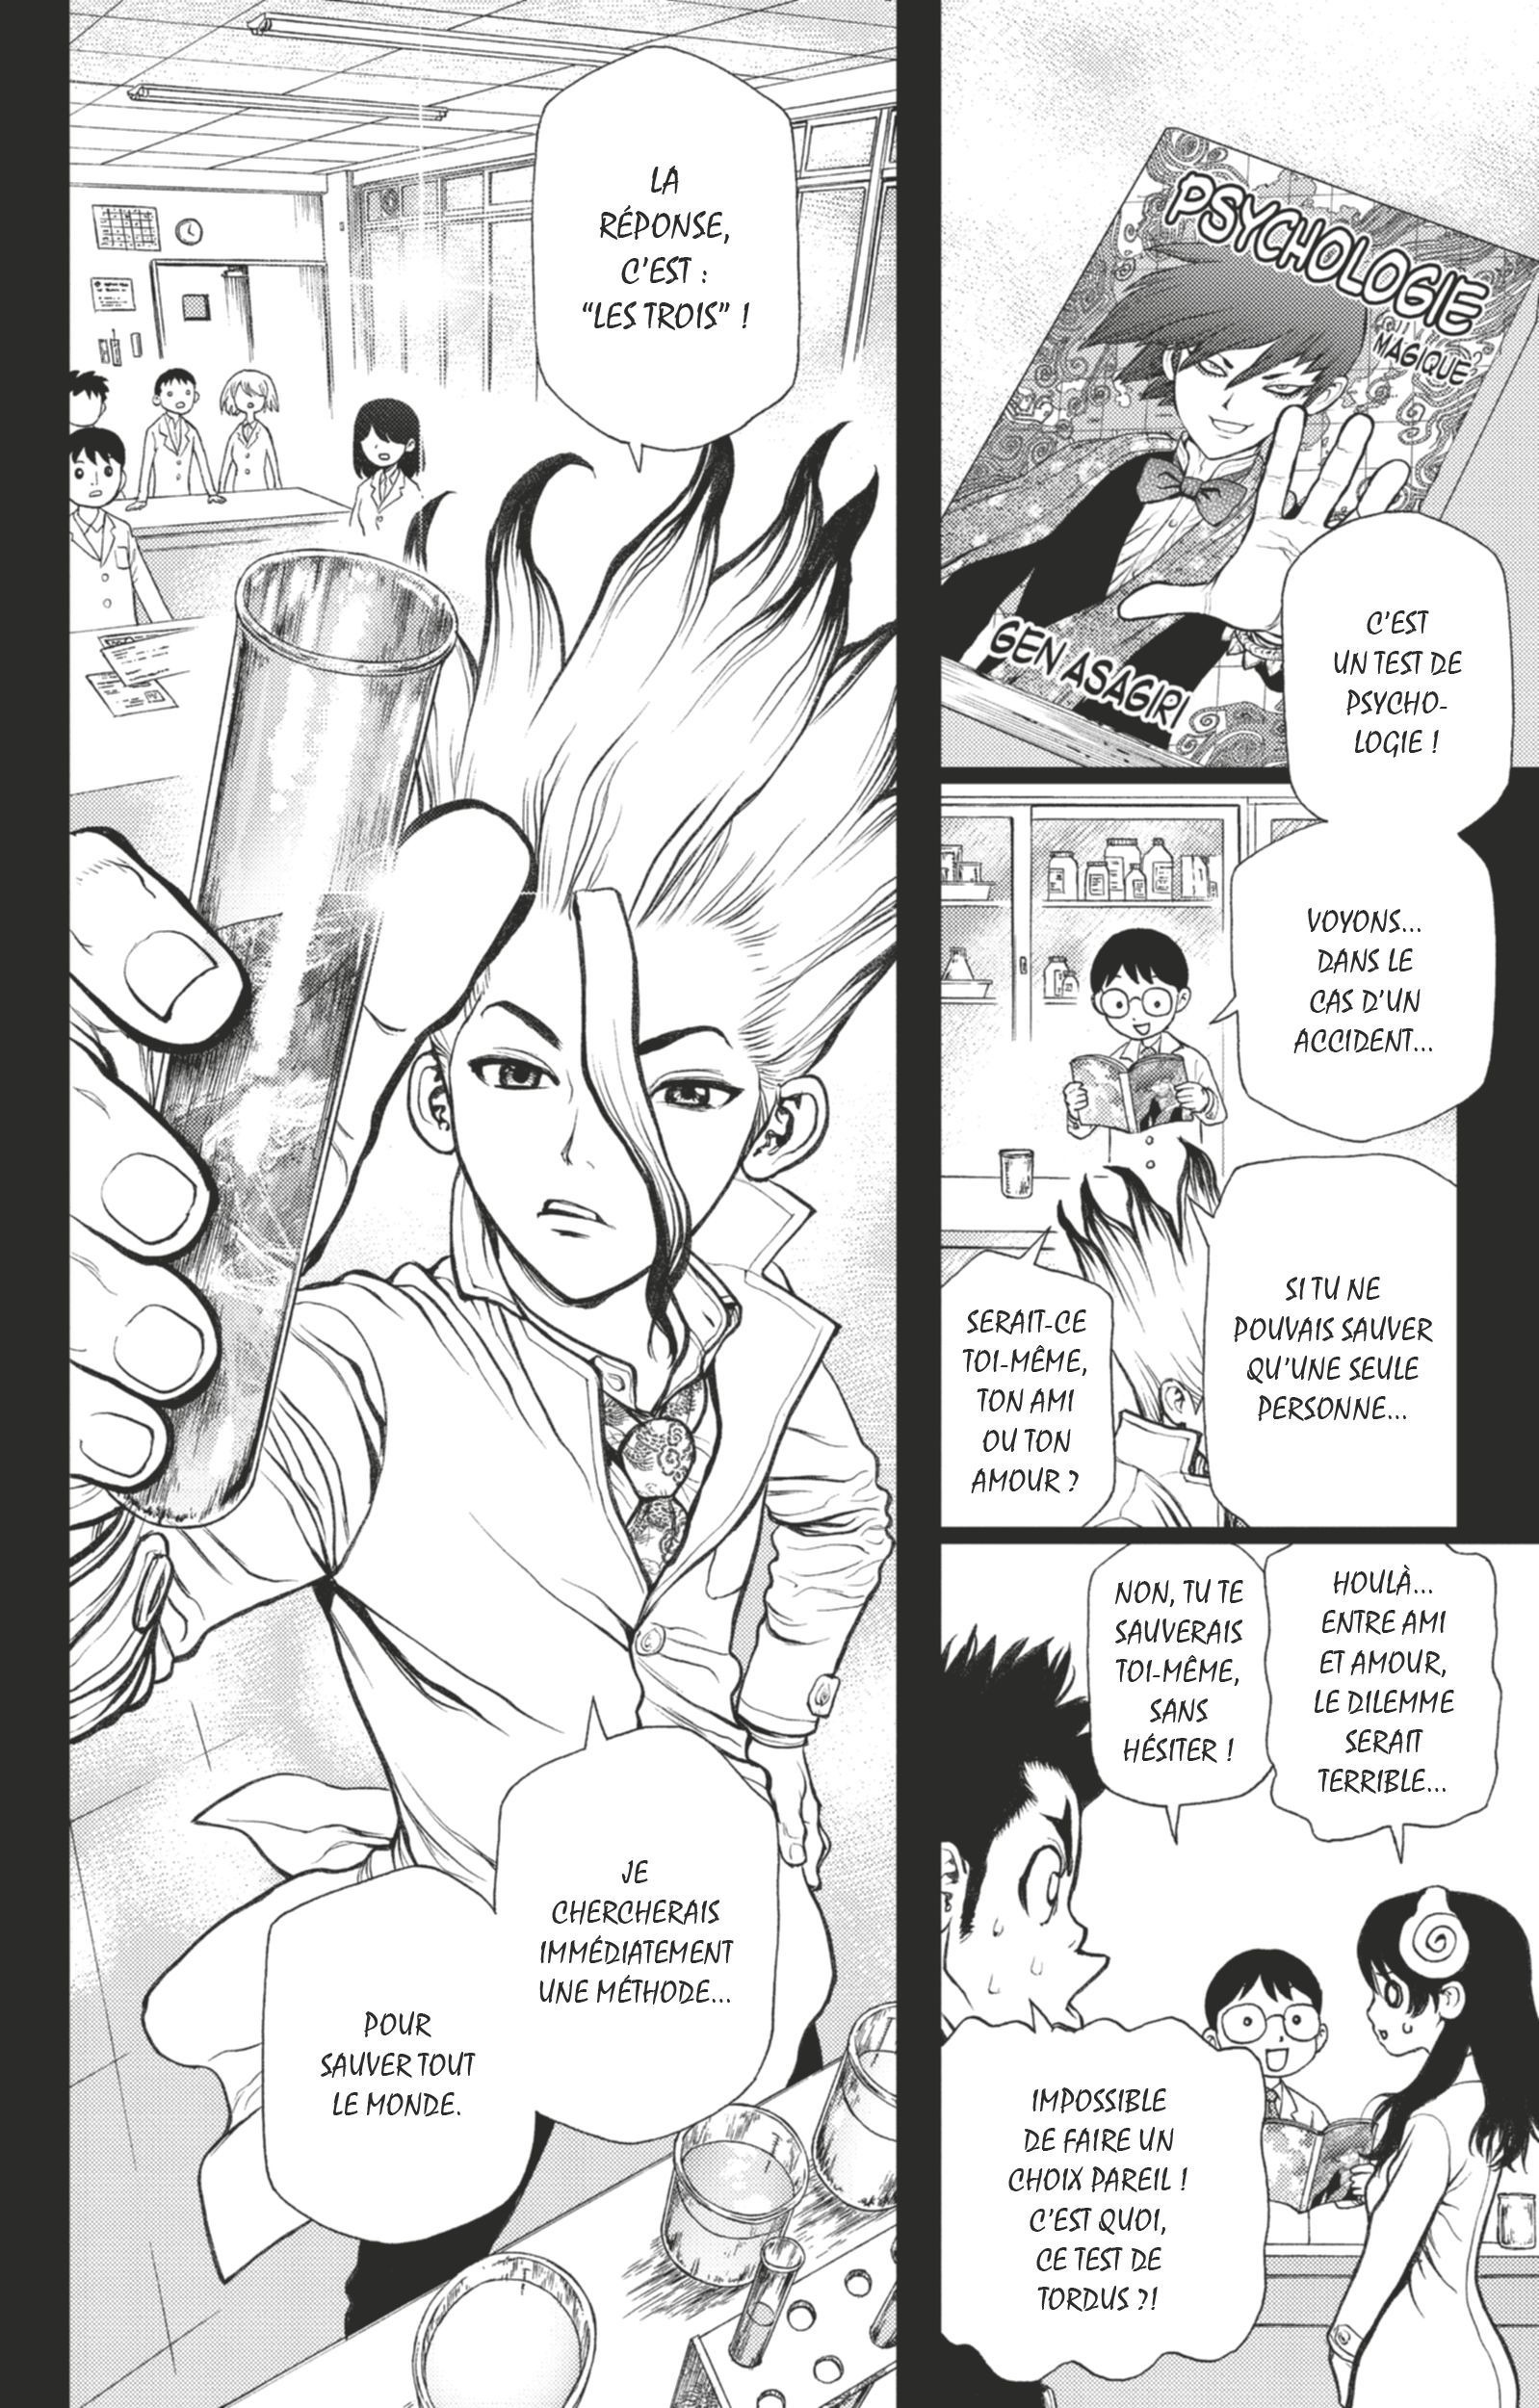 PSYCHOLOGIE
MAGIQUE
GEN ASAGIRI
C'EST
UN TEST DE
PSYCHO-
LOGIE !
VOYONS...
DANS LE
CAS D'UN
ACCIDENT...
SI TU NE
POUVAIS SAUVER
QU'UNE SEULE
PERSONNE...
SERAIT-CE
TOI-MÊME,
TON AMI
OU TON
AMOUR ?
HOULÀ...
ENTRE AMI
ET AMOUR,
LE DILEMME
SERAIT
TERRIBLE...
NON, TU TE
SAUVERAIS
TOI-MÊME,
SANS
HÉSITER !
IMPOSSIBLE
DE FAIRE UN
CHOIX PAREIL !
C'EST QUOI,
CE TEST DE
TORDUS ?!
LA
RÉPONSE,
C'EST :
“LES TROIS” !
JE
CHERCHERAIS
IMMÉDIATEMENT
UNE MÉTHODE...
POUR
SAUVER TOUT
LE MONDE.